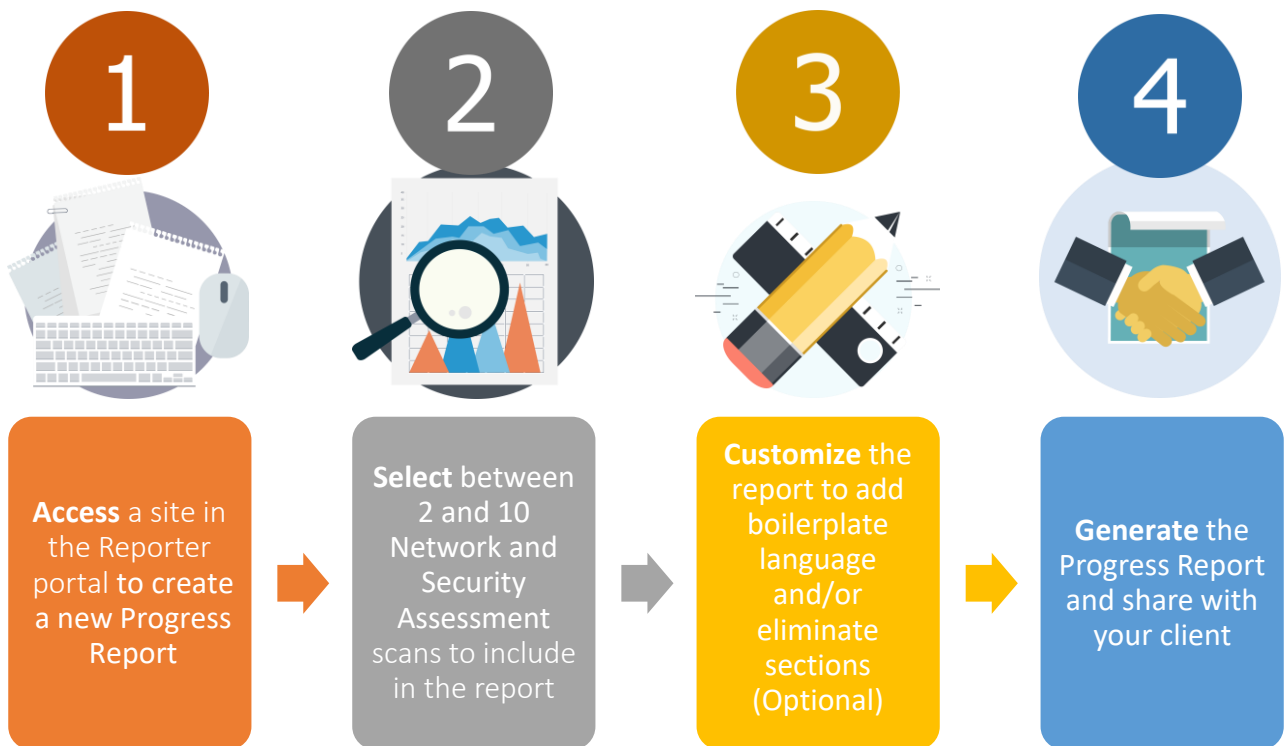 1
2
3
4
Access a site in
the Reporter
portal to create
a new Progress
Report
Select between
2 and 10
Network and
Security
Assessment
scans to include
in the report
Customize the
report to add
boilerplate
language
and/or
eliminate
sections
(Optional)
Generate the
Progress Report
and share with
your client